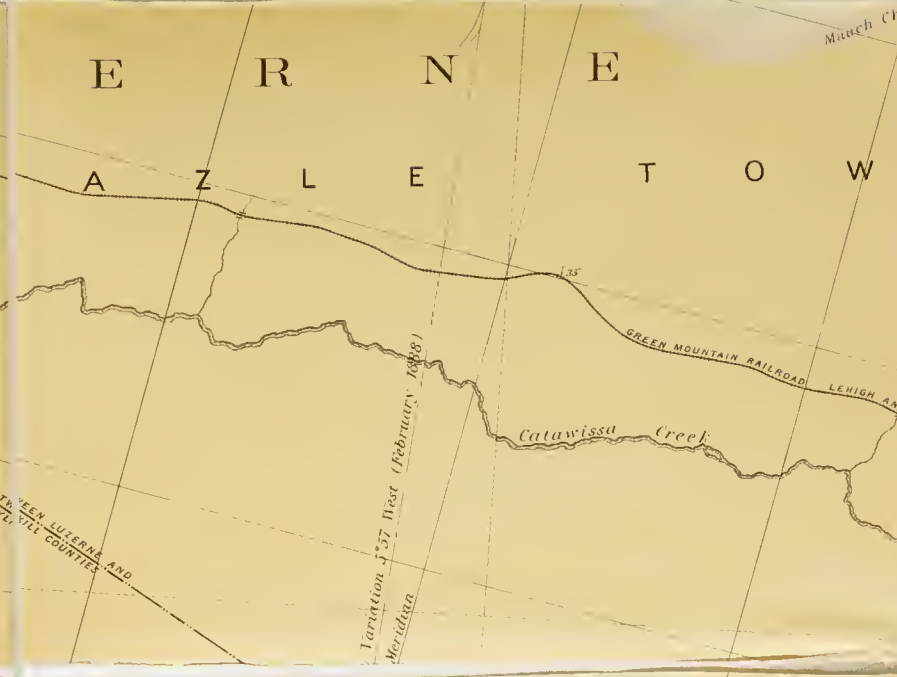 Mauch
E R N E
A Z L E T O W
35'
GREEN MOUNTAIN RAILROAD
LEHIGH AN
Catawissa Creek
Variation 5°57 West (February 1888)
Meridian
TWEEN LUZERNE AND
YLKILL COUNTIES